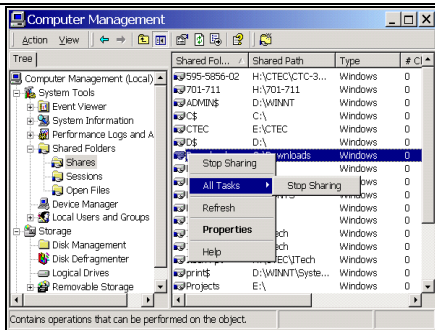 Computer Management
Action View
Tree
Shared Fol... Shared Path Type # Cl
Computer Management (Local)
System Tools
Event Viewer
System Information
Performance Logs and A
Shared Folders
Shares
Sessions
Open Files
Device Manager
Local Users and Groups
Storage
Disk Management
Disk Defragmenter
Logical Drives
Removable Storage
595-5856-02 H:\CTEC\CTC-3... Windows 0
701-711 H:\701-711 Windows 0
ADMIN$ D:\WINNT Windows 0
C$ C:\ Windows 0
CTEC E:\CTEC Windows 0
D$ D:\ Windows 0
wnloads Windows 0
Windows 0
Windows 0
Windows 0
Windows 0
ech Windows 0
ech Windows 0
EC\ITech Windows 0
print$ D:\WINNT\Syste... Windows 0
Projects E:\ Windows 0
Stop Sharing
All Tasks
Stop Sharing
Refresh
Properties
Help
Contains operations that can be performed on the object.